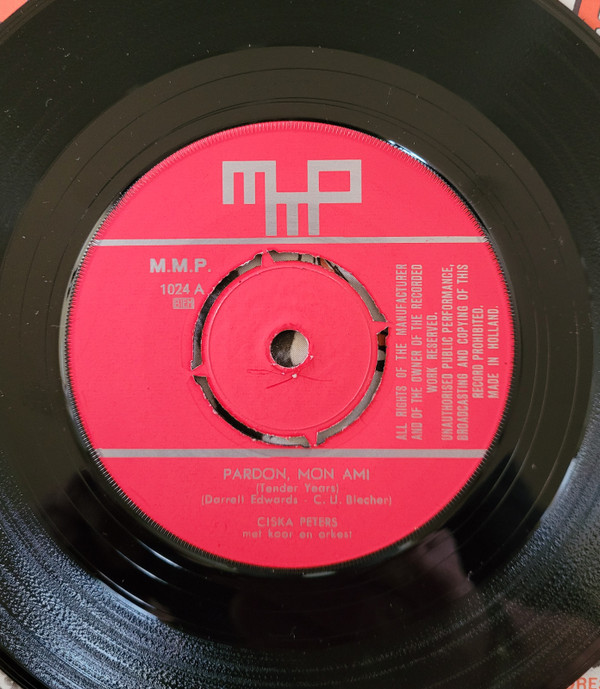 mmp
M.M.P.
1024 A
ALL RIGHTS OF THE MANUFACTURER
AND OF THE OWNER OF THE RECORDED
WORK RESERVED.
UNAUTHORISED PUBLIC PERFORMANCE,
BROADCASTING AND COPYING OF THIS
RECORD PROHIBITED.
MADE IN HOLLAND.
PARDON, MON AMI
(Tender Years)
(Darrell Edwards - C. U. Blecher)
CISKA PETERS
met koor en orkest